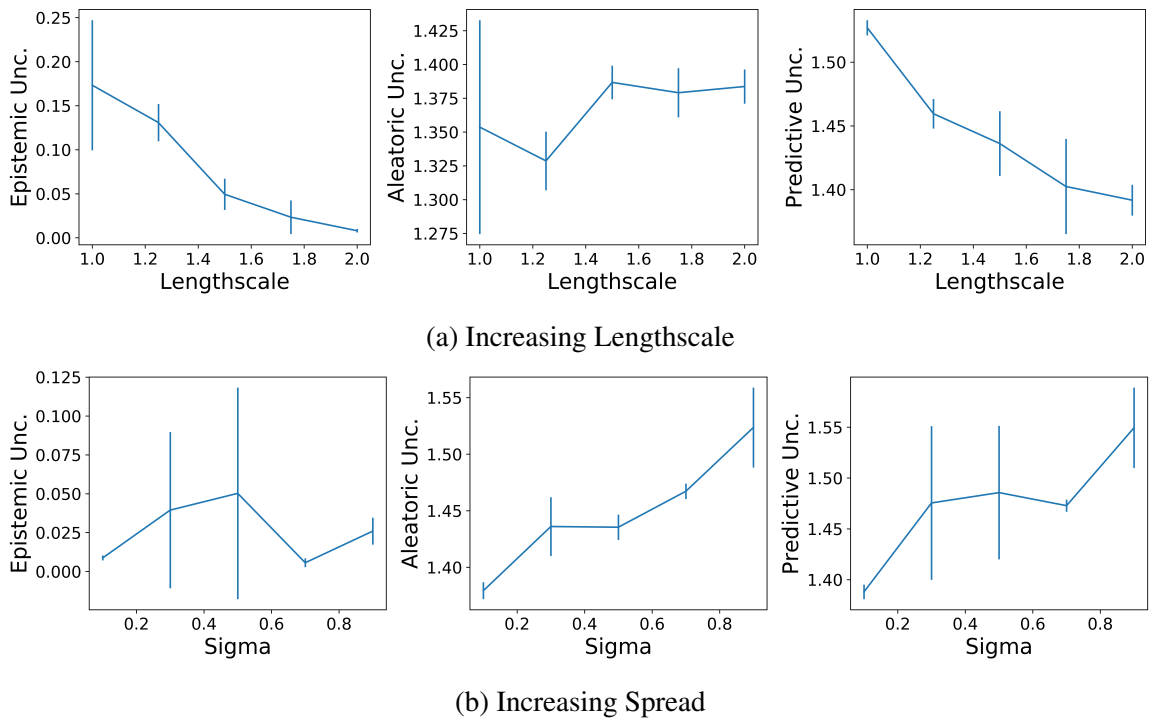 Epistemic Unc.
0.25
0.20
0.15
0.10
0.05
0.00
1.0 1.2 1.4 1.6 1.8 2.0
Lengthscale
Aleatoric Unc.
1.425
1.400
1.375
1.350
1.325
1.300
1.275
1.0 1.2 1.4 1.6 1.8 2.0
Lengthscale
Predictive Unc.
1.50
1.45
1.40
1.0 1.2 1.4 1.6 1.8 2.0
Lengthscale
(a) Increasing Lengthscale
Epistemic Unc.
0.125
0.100
0.075
0.050
0.025
0.000
0.2 0.4 0.6 0.8
Sigma
Aleatoric Unc.
1.55
1.50
1.45
1.40
0.2 0.4 0.6 0.8
Sigma
Predictive Unc.
1.55
1.50
1.45
1.40
0.2 0.4 0.6 0.8
Sigma
(b) Increasing Spread